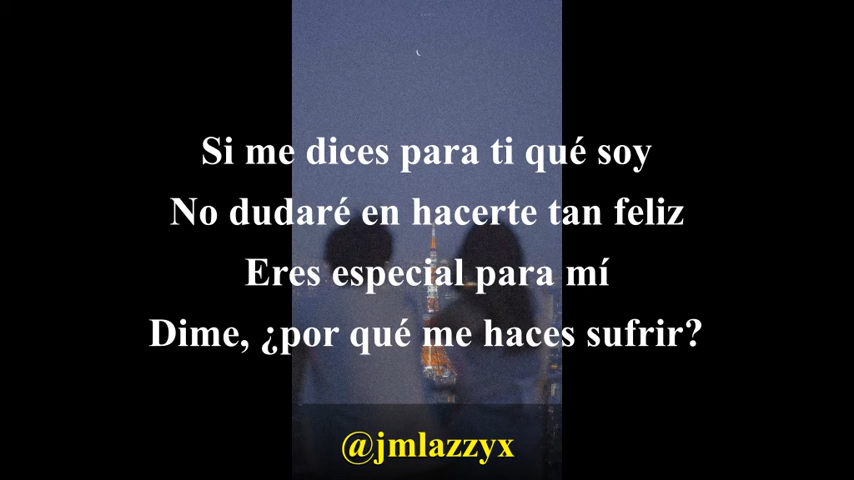 Si me dices para ti qué soy
No dudaré en hacerte tan feliz
Eres especial para mí
Dime, ¿por qué me haces sufrir?
@jmlazzyx